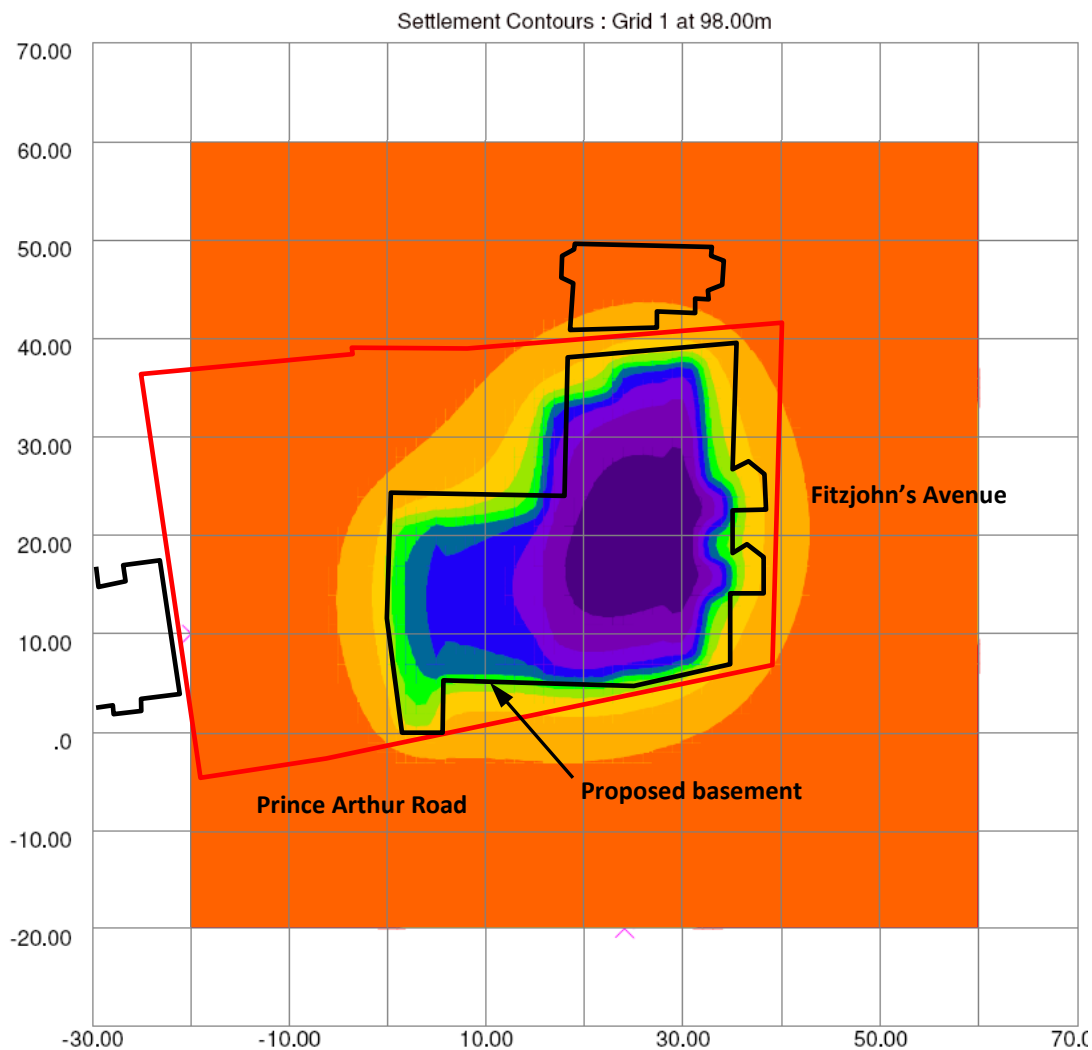 Settlement Contours : Grid 1 at 98.00m
70.00
60.00
50.00
40.00
30.00
Fitzjohn’s Avenue
20.00
10.00
.0
Proposed basement
Prince Arthur Road
-10.00
-20.00
-30.00 -10.00 10.00 30.00 50.00 70.0